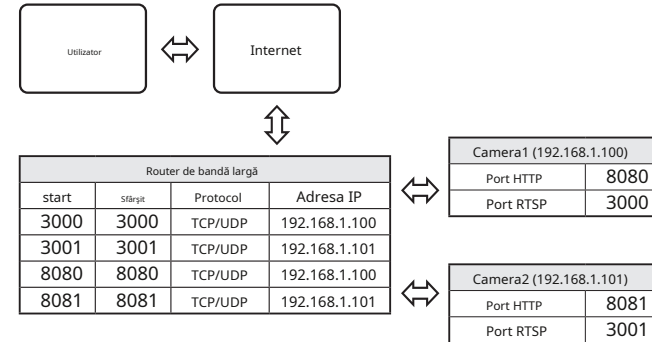 Utilizator
Internet
Router de bandă largă
start Sfârșit Protocol Adresa IP
3000 3000 TCP/UDP 192.168.1.100
3001 3001 TCP/UDP 192.168.1.101
8080 8080 TCP/UDP 192.168.1.100
8081 8081 TCP/UDP 192.168.1.101
Camera1 (192.168.1.100)
Port HTTP 8080
Port RTSP 3000
Camera2 (192.168.1.101)
Port HTTP 8081
Port RTSP 3001